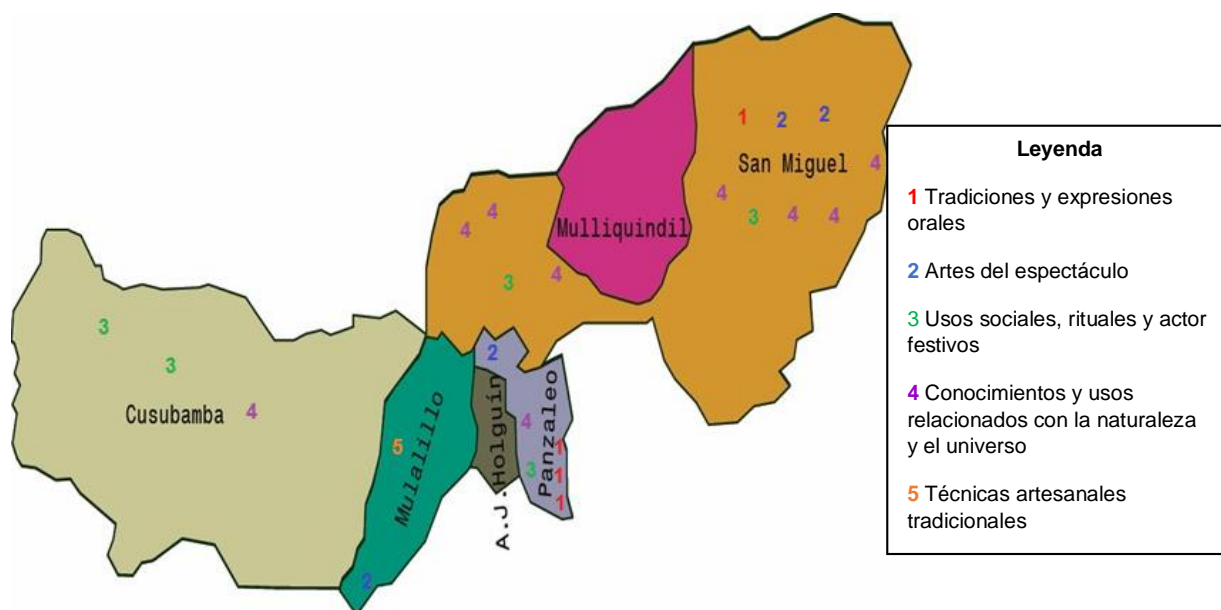 1 2 2
San Miguel
4
4
3 4 4
4
4
4
3
Mulliquindil
3
3
4
Cusubamba
5
Mulalillo
2
A.J.Holguín
2
Panzaleo
4
3
1
1
1
Leyenda
1 Tradiciones y expresiones
orales
2 Artes del espectáculo
3 Usos sociales, rituales y actor
festivos
4 Conocimientos y usos
relacionados con la naturaleza
y el universo
5 Técnicas artesanales
tradicionales